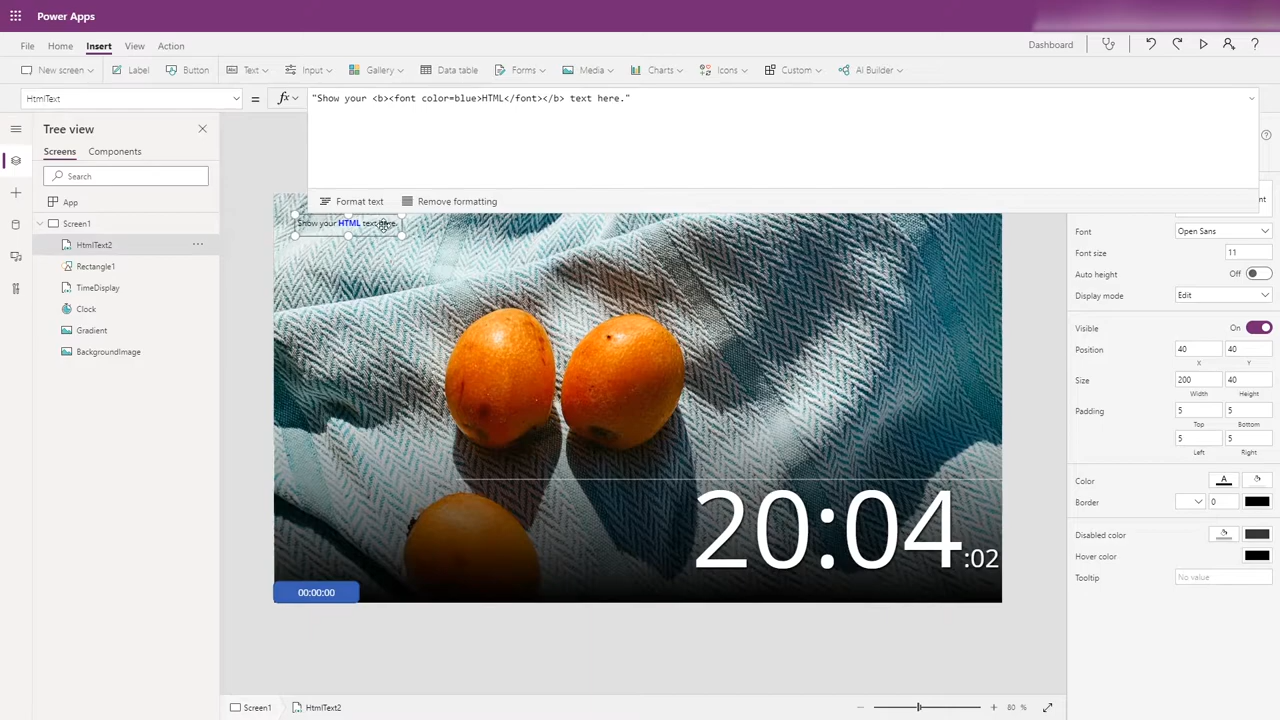 Power Apps
File Home Insert View Action Dashboard
New screen Label Button Text Input Gallery Data table Forms Media Charts Icons Custom AI Builder
HtmlText = fx "Show your <b><font color=blue>HTML</font></b> text here."
Tree view
Screens Components
Search
Format text Remove formatting
App
Screen1
Show your HTML text here.
HtmlText2 ...
Rectangle1
TimeDisplay
Clock
Gradient
BackgroundImage
Font Open Sans
Font size 11
Auto height Off
Display mode Edit
Visible On
Position 40 40
X Y
Size 200 40
Width Height
Padding 5 5
Top Bottom
5 5
Left Right
Color A
Border 0
Disabled color
Hover color
Tooltip No value
20:04 :02
00:00:00
Screen1 HtmlText2 80 %